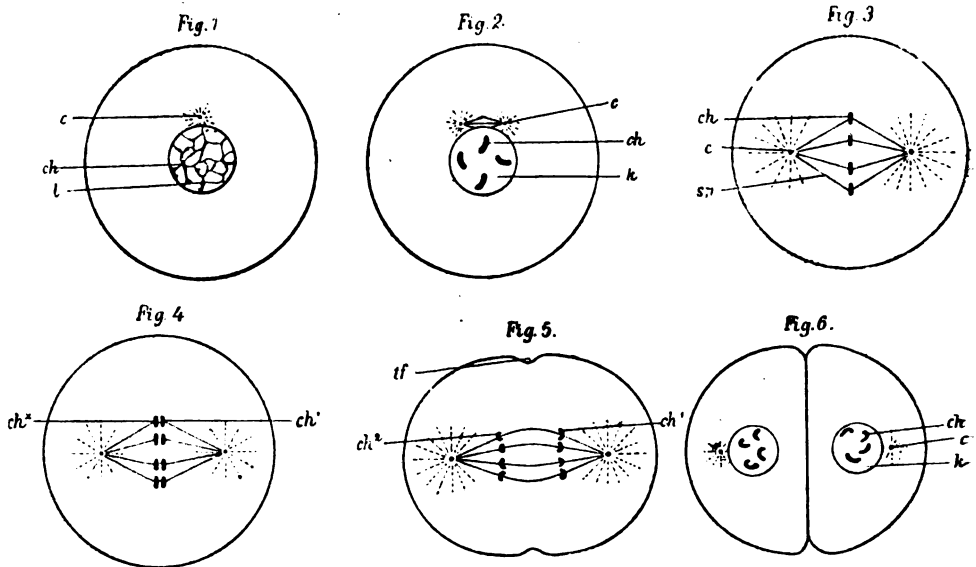 Fig. 1
c
ch
l
Fig. 2.
c
ch
k
Fig. 3
ch
c
Fig. 4
ch²
ch'
Fig. 5.
tf
ch²
ch'
Fig. 6.
ch
c
k